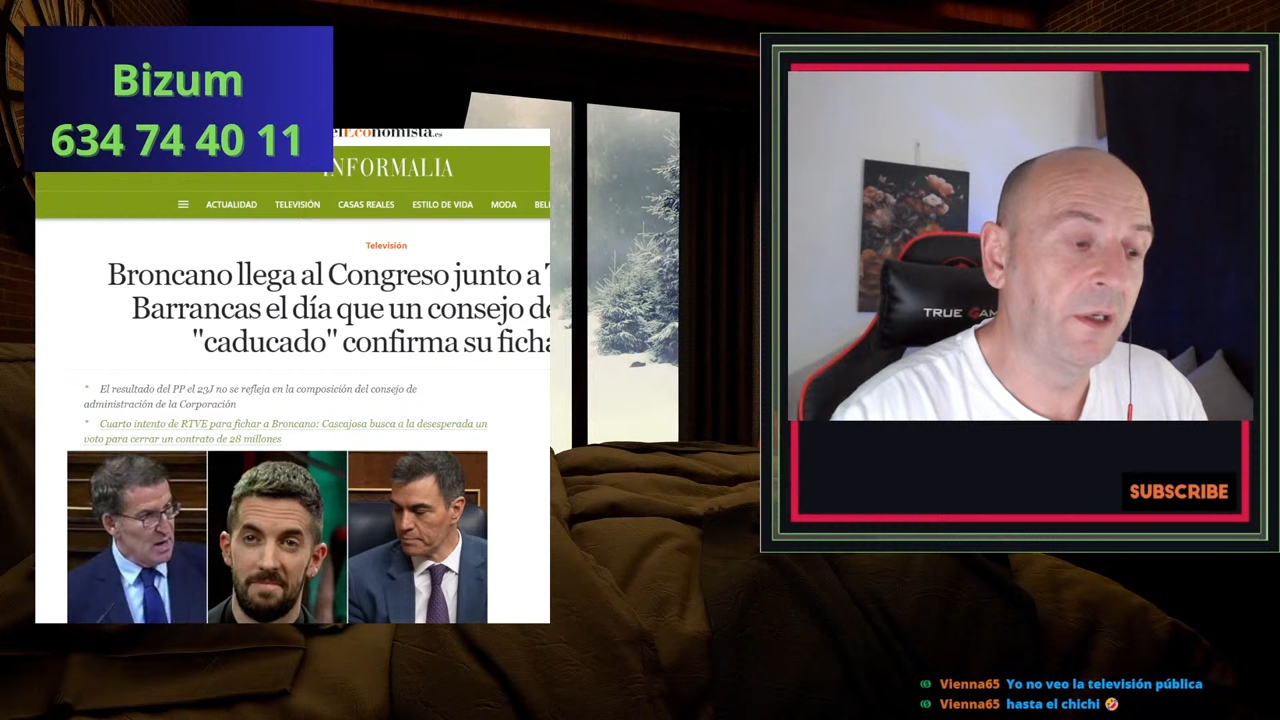 Bizum
634 74 40 11
elEconomista.es
INFORMALIA
ACTUALIDAD TELEVISIÓN CASAS REALES ESTILO DE VIDA MODA
Televisión
Broncano llega al Congreso junto a
Barrancas el día que un consejo de
"caducado" confirma su
* El resultado del PP el 23J no se refleja en la composición del consejo de
administración de la Corporación
* Cuarto intento de RTVE para fichar a Broncano: Cascajosa busca a la desesperada un
voto para cerrar un contrato de 28 millones
TRUE
SUBSCRIBE
Vienna65 Yo no veo la televisión pública
Vienna65 hasta el chichi 🤣